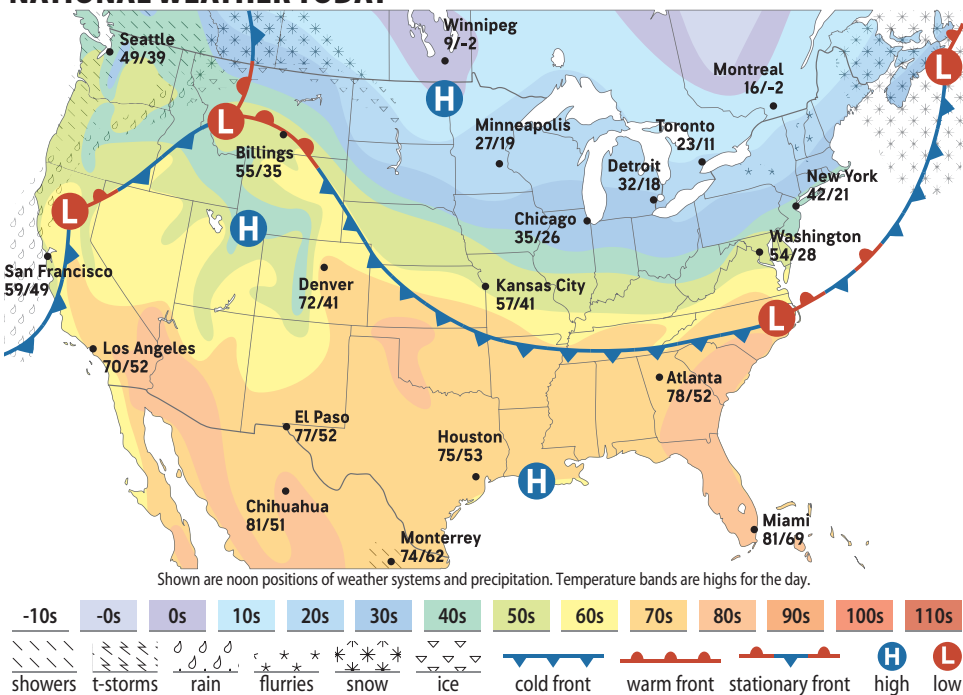 NATIONAL WEATHER TODAY
Winnipeg
9/-2
Seattle
49/39
H
Montreal
16/-2
L
L
Minneapolis
27/19
Toronto
23/11
Billings
55/35
Detroit
32/18
New York
42/21
L
H
Chicago
35/26
Washington
54/28
San Francisco
59/49
Denver
72/41
Kansas City
57/41
L
Los Angeles
70/52
Atlanta
78/52
El Paso
77/52
Houston
75/53
H
Chihuahua
81/51
Miami
81/69
Monterrey
74/62
Shown are noon positions of weather systems and precipitation. Temperature bands are highs for the day.
-10s -0s 0s 10s 20s 30s 40s 50s 60s 70s 80s 90s 100s 110s
H L
showers t-storms rain flurries snow ice cold front warm front stationary front high low